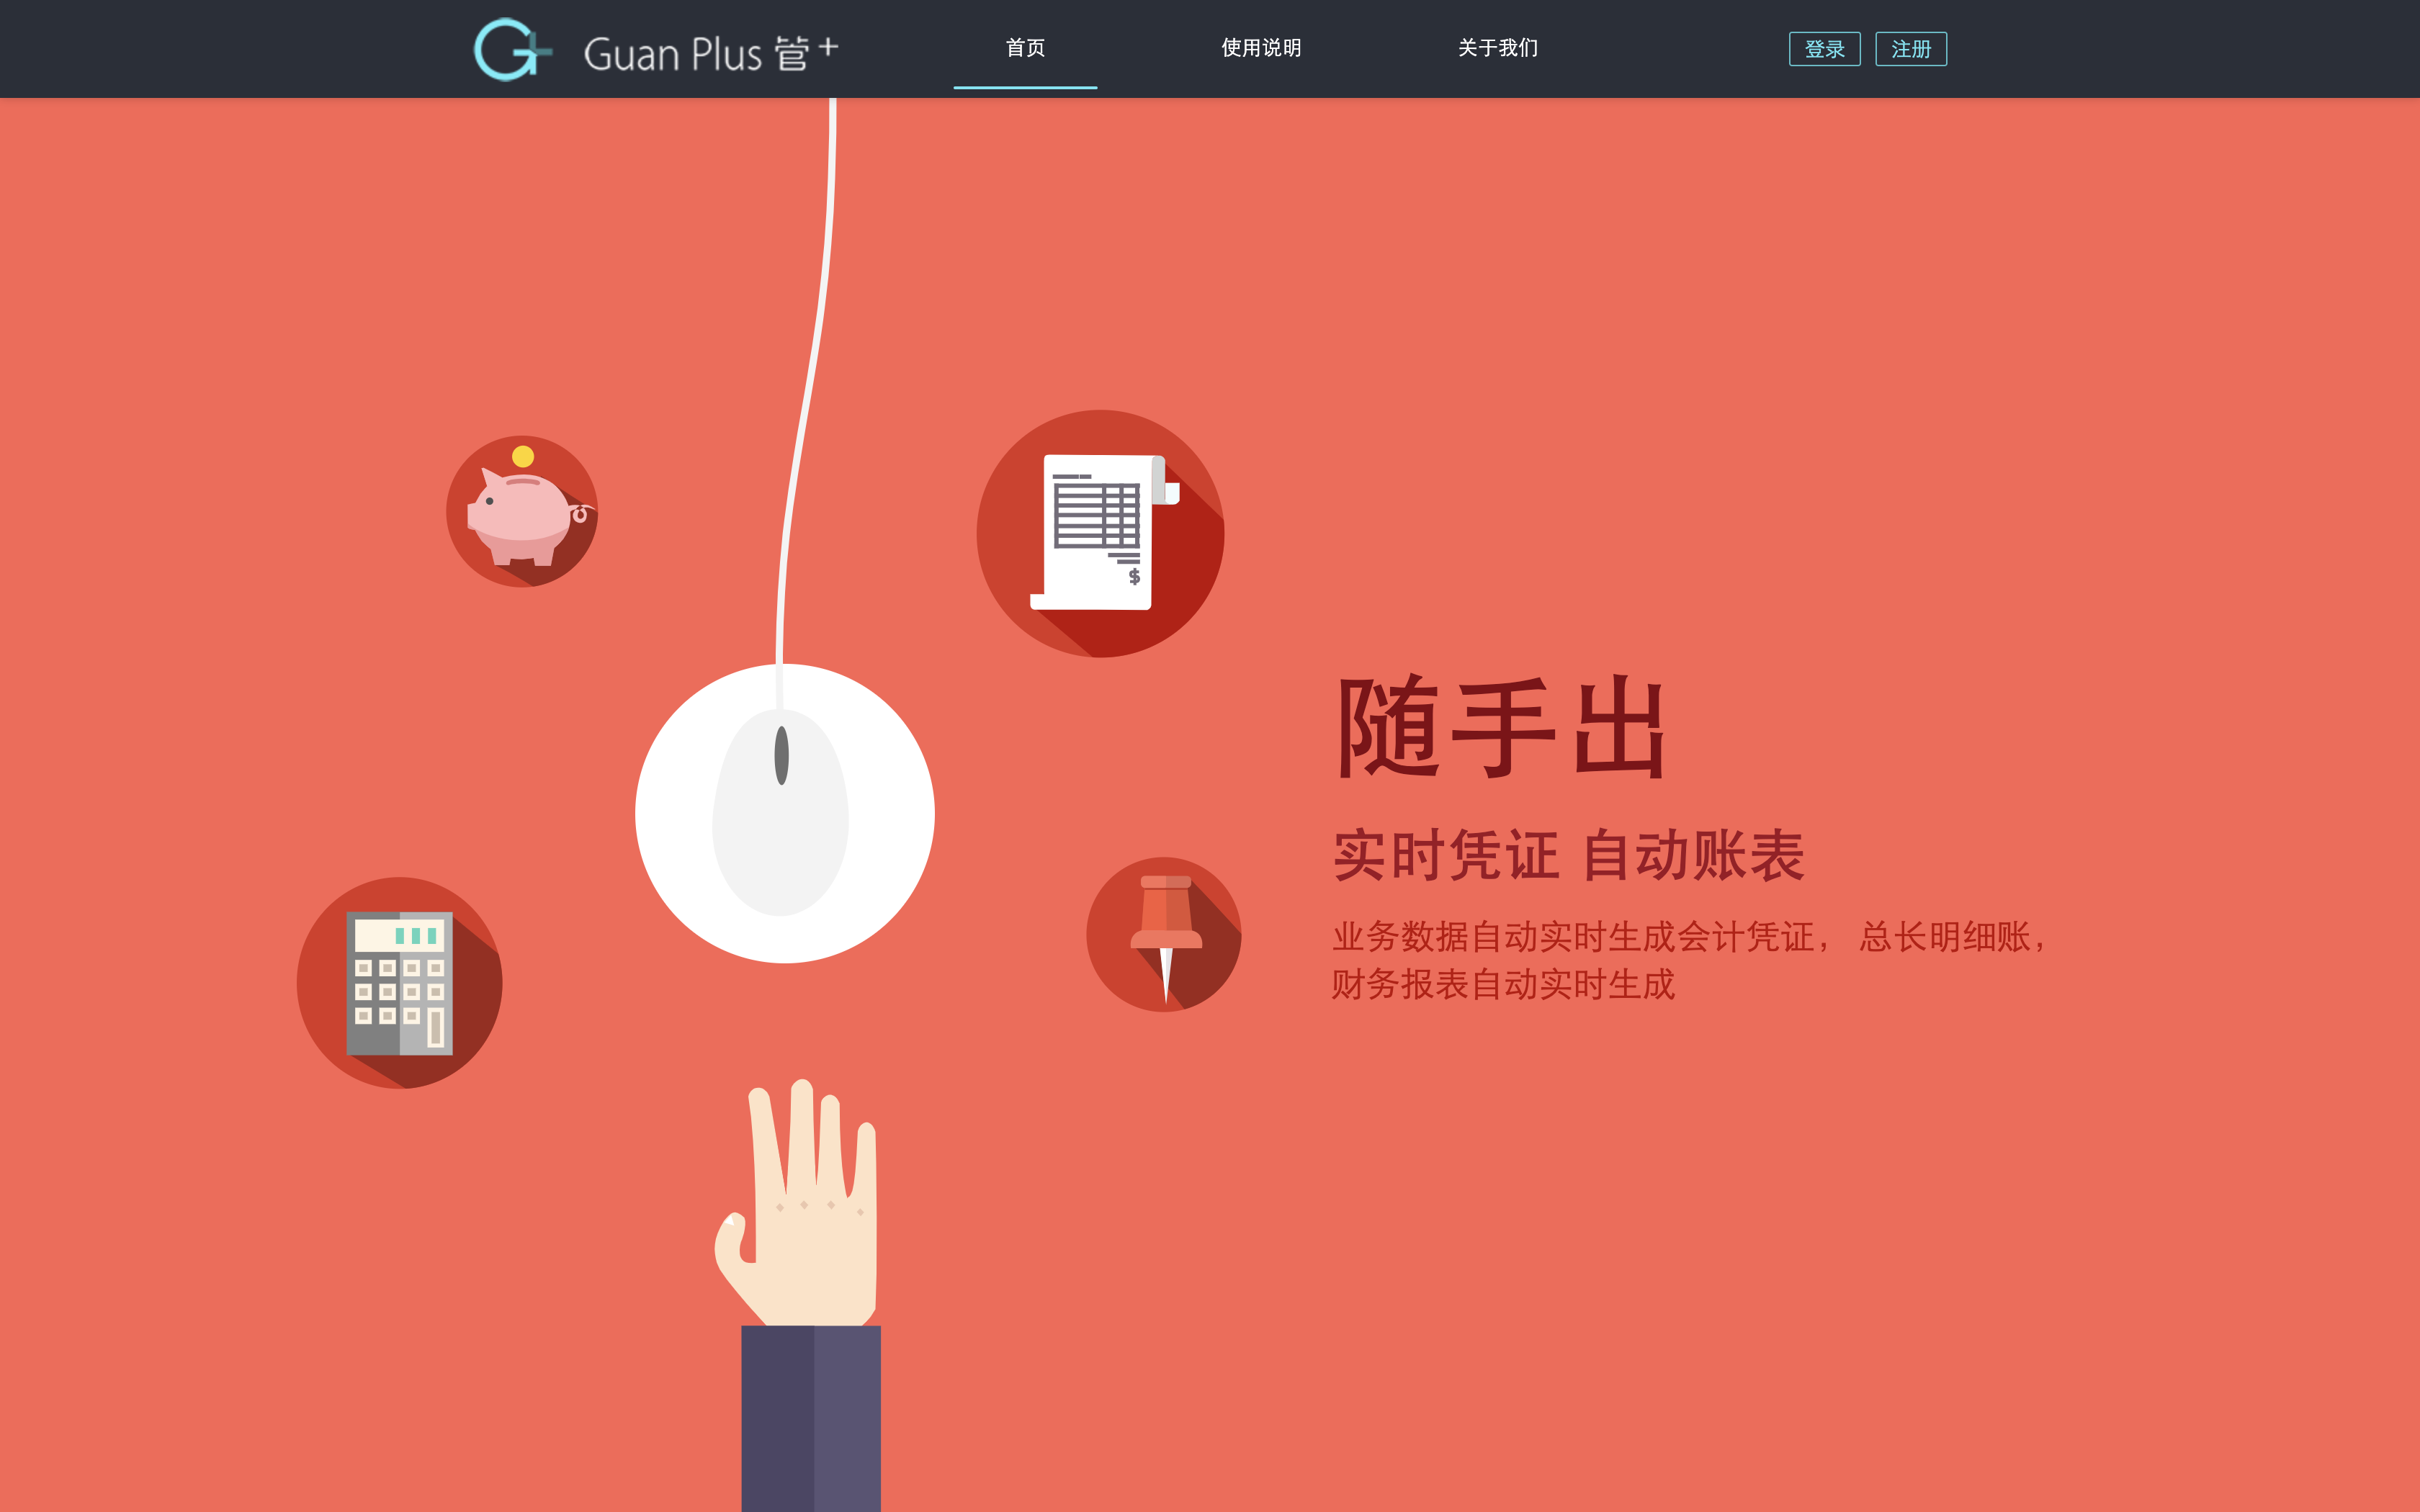 Guan Plus 管+
首页
使用说明
关于我们
登录
注册
$
随手出
实时凭证 自动账表
业务数据自动实时生成会计凭证， 总长明细账，
财务报表自动实时生成